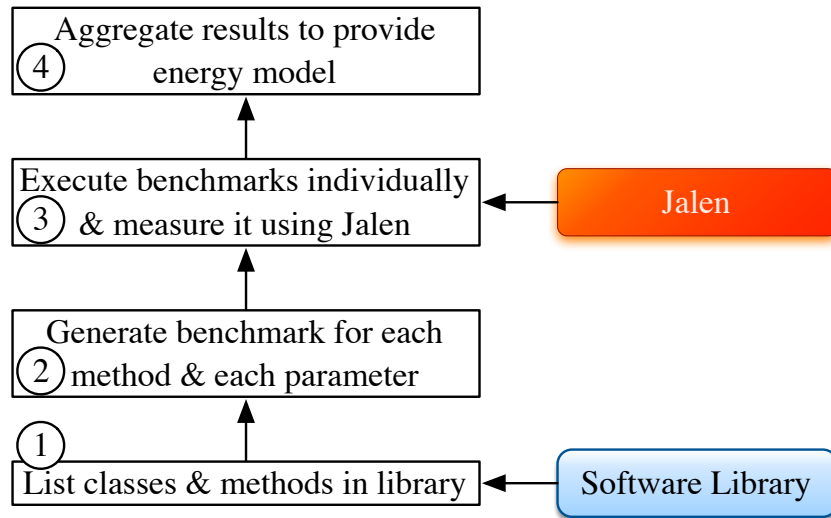 Aggregate results to provide
energy model
4
Execute benchmarks individually
& measure it using Jalen
3
Jalen
Generate benchmark for each
method & each parameter
2
1
List classes & methods in library
Software Library